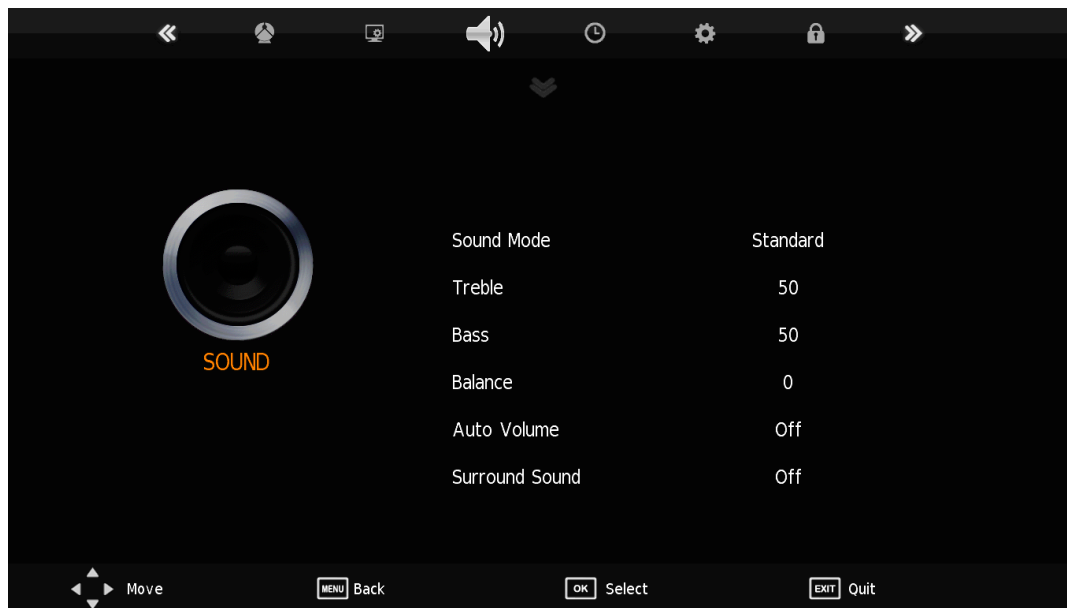 SOUND
Sound Mode Standard
Treble 50
Bass 50
Balance 0
Auto Volume Off
Surround Sound Off
Move MENU Back OK Select EXIT Quit